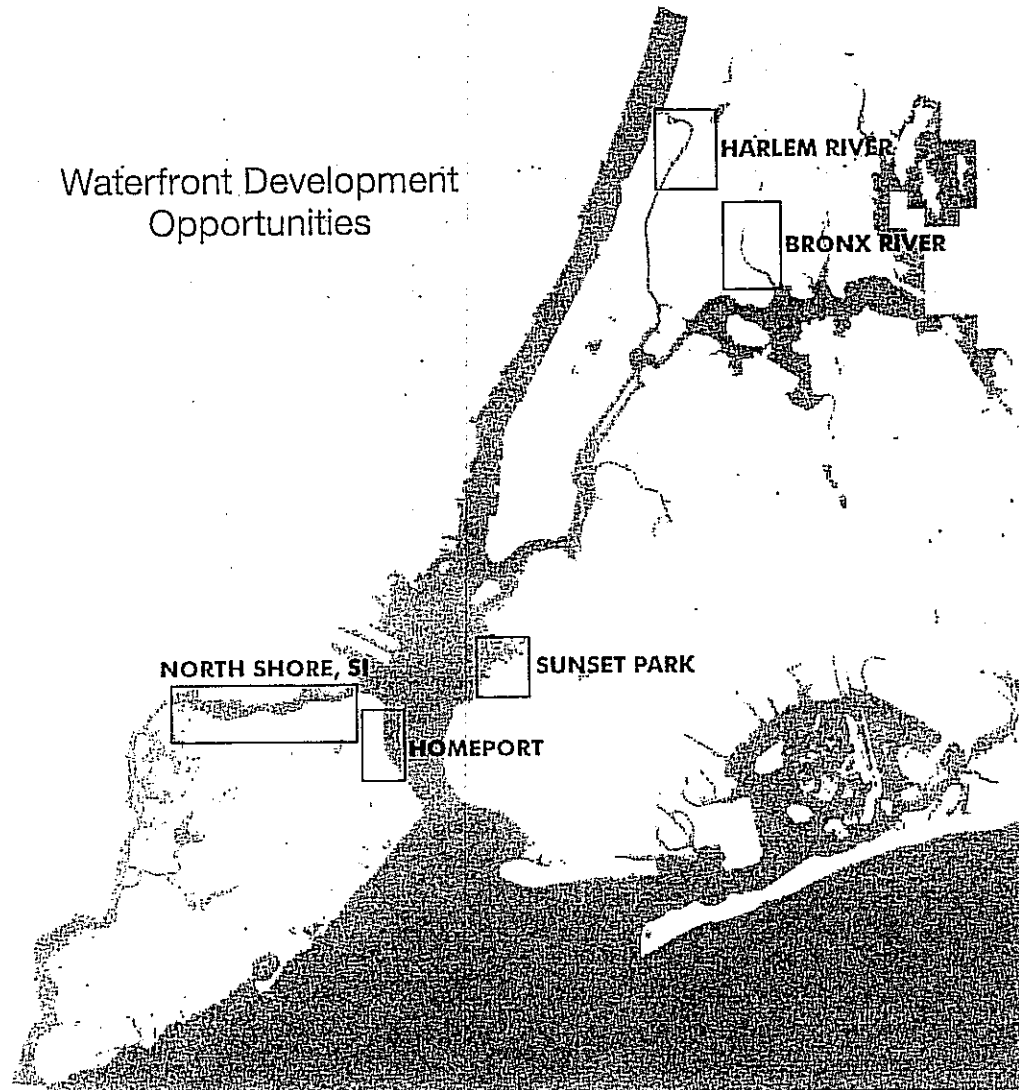 Waterfront Development
Opportunities
HARLEM RIVER
BRONX RIVER
NORTH SHORE, SI
SUNSET PARK
HOMEPORT